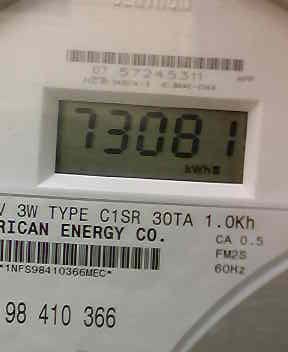 07 57245311
73081
kWh
V 3W TYPE C1SR 30TA 1.0Kh
RICAN ENERGY CO.
CA 0.5
FM2S
60Hz
*1NFS98410366MEC*
98 410 366